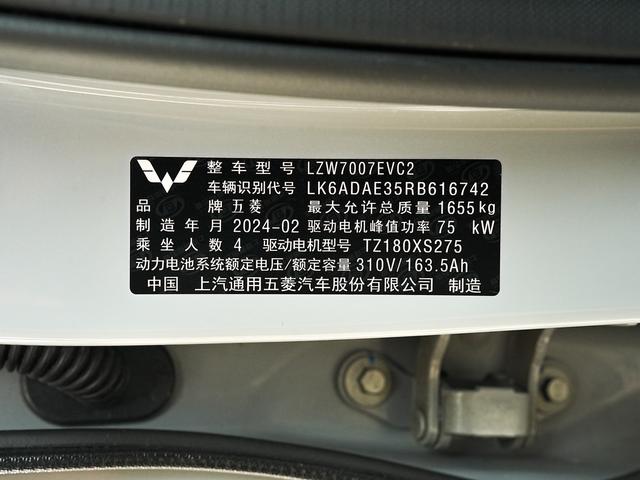 整车型号 LZW7007EVC2
车辆识别代号 LK6ADAE35RB616742
品牌 五菱 最大允许总质量 1655kg
制造年月 2024-02 驱动电机峰值功率 75 kW
乘坐人数 4 驱动电机型号 TZ180XS275
动力电池系统额定电压/额定容量 310V/163.5Ah
中国 上汽通用五菱汽车股份有限公司 制造